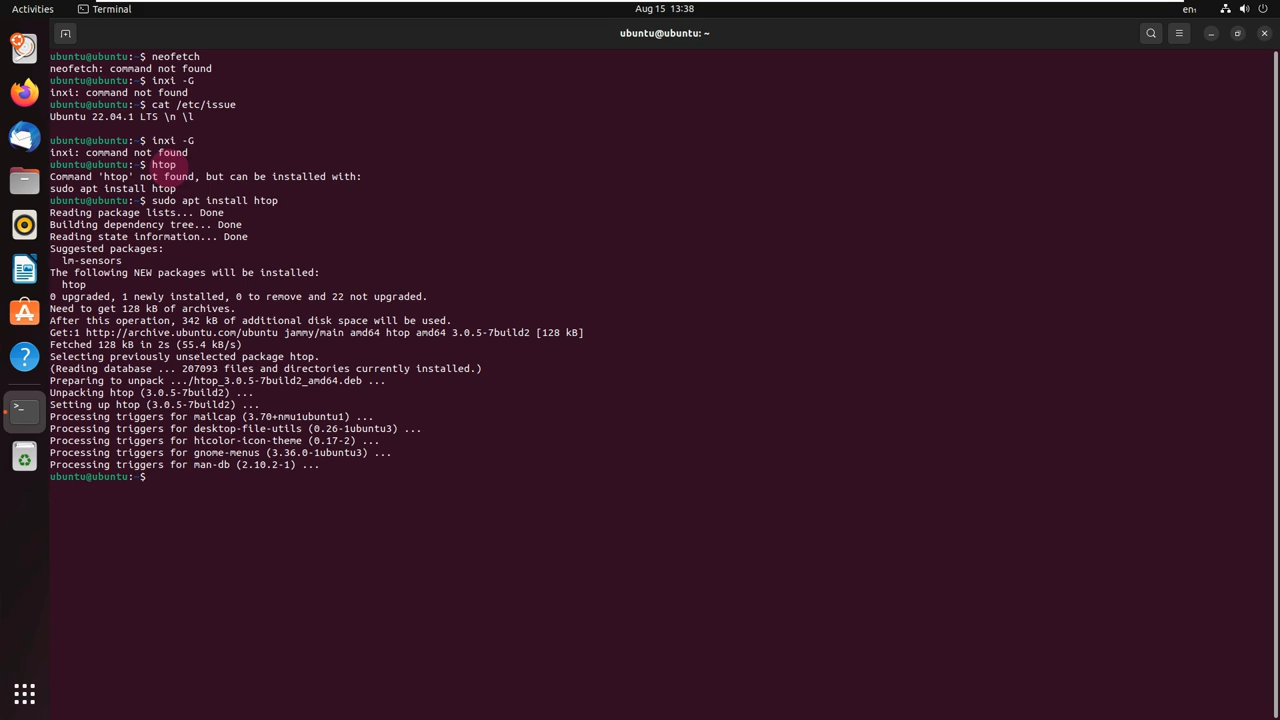 Activities
Terminal
Aug 15 13:38
en₁
ubuntu@ubuntu: ~
ubuntu@ubuntu:~$ neofetch
neofetch: command not found
ubuntu@ubuntu:~$ inxi -G
inxi: command not found
ubuntu@ubuntu:~$ cat /etc/issue
Ubuntu 22.04.1 LTS \n \l
ubuntu@ubuntu:~$ inxi -G
inxi: command not found
ubuntu@ubuntu:~$ htop
Command 'htop' not found, but can be installed with:
sudo apt install htop
ubuntu@ubuntu:~$ sudo apt install htop
Reading package lists... Done
Building dependency tree... Done
Reading state information... Done
Suggested packages:
lm-sensors
The following NEW packages will be installed:
htop
0 upgraded, 1 newly installed, 0 to remove and 22 not upgraded.
Need to get 128 kB of archives.
After this operation, 342 kB of additional disk space will be used.
Get:1 http://archive.ubuntu.com/ubuntu jammy/main amd64 htop amd64 3.0.5-7build2 [128 kB]
Fetched 128 kB in 2s (55.4 kB/s)
Selecting previously unselected package htop.
(Reading database ... 207093 files and directories currently installed.)
Preparing to unpack .../htop_3.0.5-7build2_amd64.deb ...
Unpacking htop (3.0.5-7build2) ...
Setting up htop (3.0.5-7build2) ...
Processing triggers for mailcap (3.70+nmu1ubuntu1) ...
Processing triggers for desktop-file-utils (0.26-1ubuntu3) ...
Processing triggers for hicolor-icon-theme (0.17-2) ...
Processing triggers for gnome-menus (3.36.0-1ubuntu3) ...
Processing triggers for man-db (2.10.2-1) ...
ubuntu@ubuntu:~$